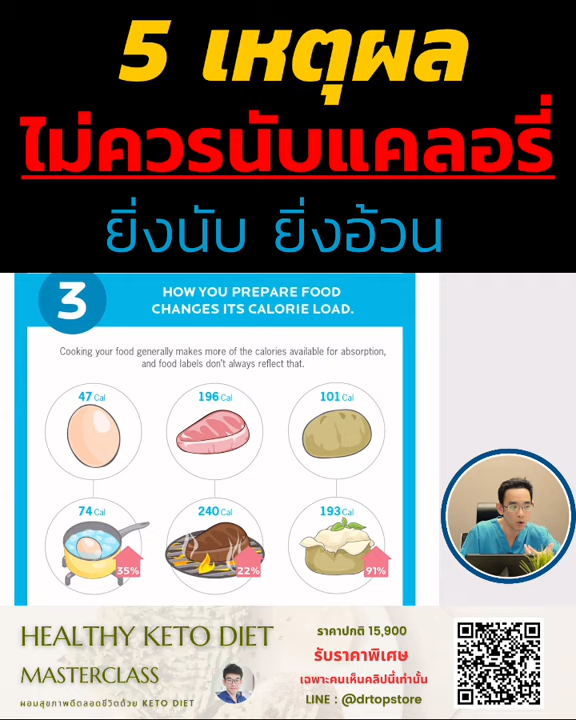 5 เหตุผล
ไม่ควรนับแคลอรี่
ยิ่งนับ ยิ่งอ้วน
3
HOW YOU PREPARE FOOD
CHANGES ITS CALORIE LOAD.
Cooking your food generally makes more of the calories available for absorption,
and food labels don't always reflect that.
47 Cal
196 Cal
101 Cal
74 Cal
240 Cal
193 Cal
35%
22%
91%
HEALTHY KETO DIET
MASTERCLASS
ผอมสุขภาพดีตลอดชีวิตด้วย KETO DIET
ราคาปกติ 15,900
รับราคาพิเศษ
เฉพาะคนเห็นคลิปนี้เท่านั้น
LINE : @drtopstore